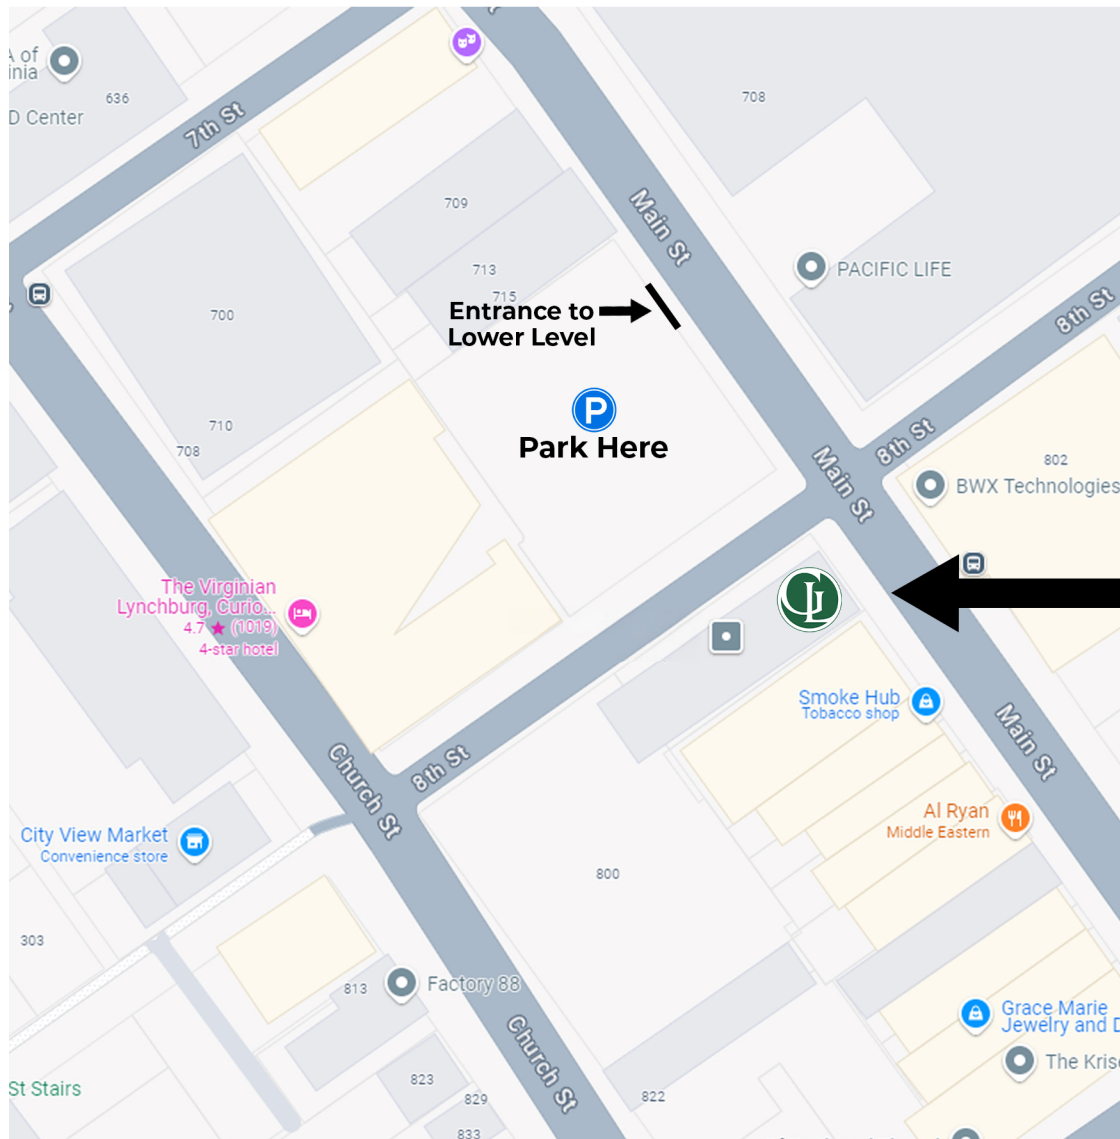 A of
inia
D Center
636
7th St
708
709
Main St
713
715
PACIFIC LIFE
700
Entrance to
Lower Level
8th St
P
Park Here
710
708
8th St
Main St
802
BWX Technologies
The Virginian
Lynchburg, Curio...
4.7 ★ (1019)
4-star hotel
Smoke Hub
Tobacco shop
Main St
8th St
Church St
Al Ryan
Middle Eastern
City View Market
Convenience store
800
303
813
Factory 88
Grace Marie
Jewelry and D
Church St
The Kris
St Stairs
823
829
822
833